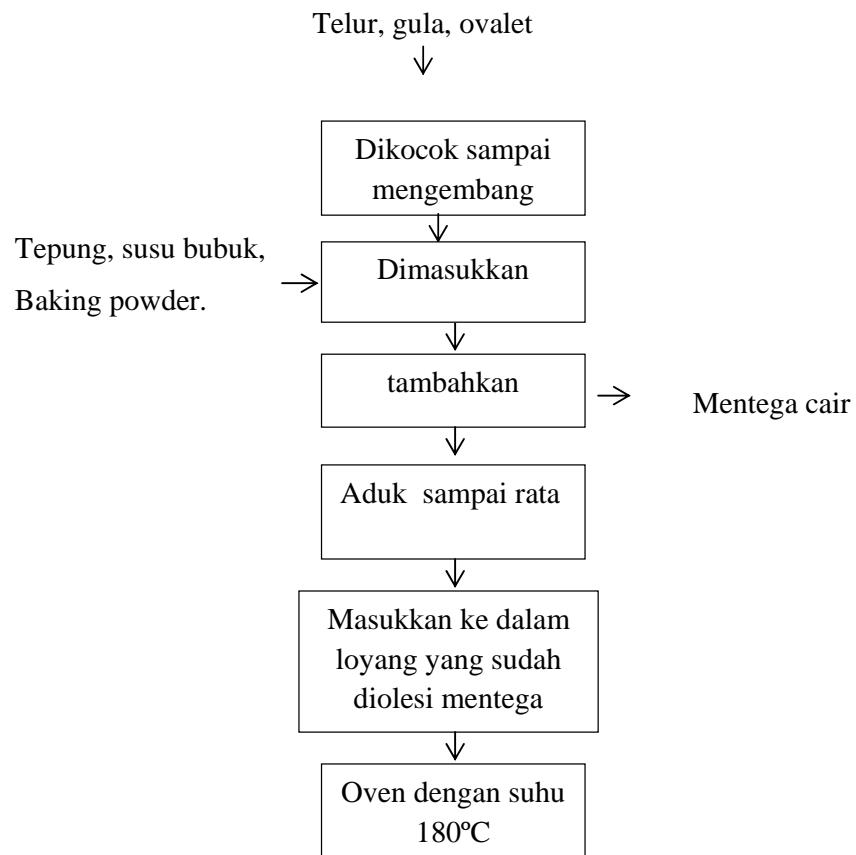 Telur, gula, ovalet
Dikocok sampai
mengembang
Tepung, susu bubuk,
Baking powder.
Dimasukkan
tambahkan
Mentega cair
Aduk sampai rata
Masukkan ke dalam
loyang yang sudah
diolesi mentega
Oven dengan suhu
180ºC